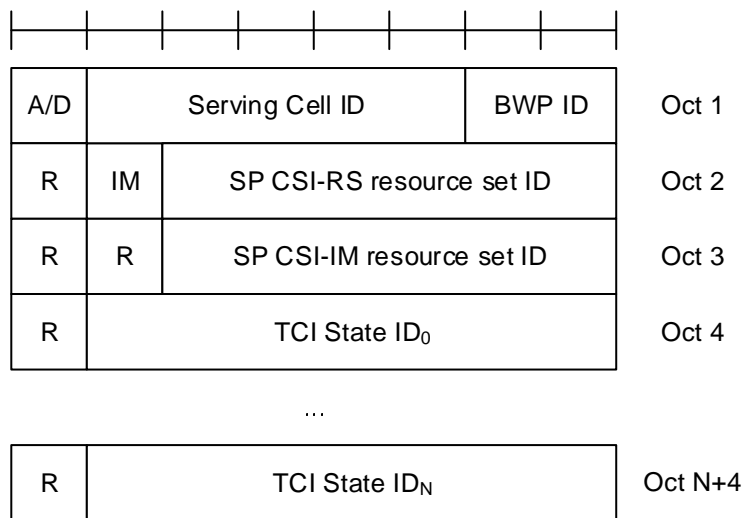 A/D Serving Cell ID BWP ID Oct 1
R IM SP CSI-RS resource set ID Oct 2
R R SP CSI-IM resource set ID Oct 3
R TCI State ID₀ Oct 4
...
R TCI State IDN Oct N+4